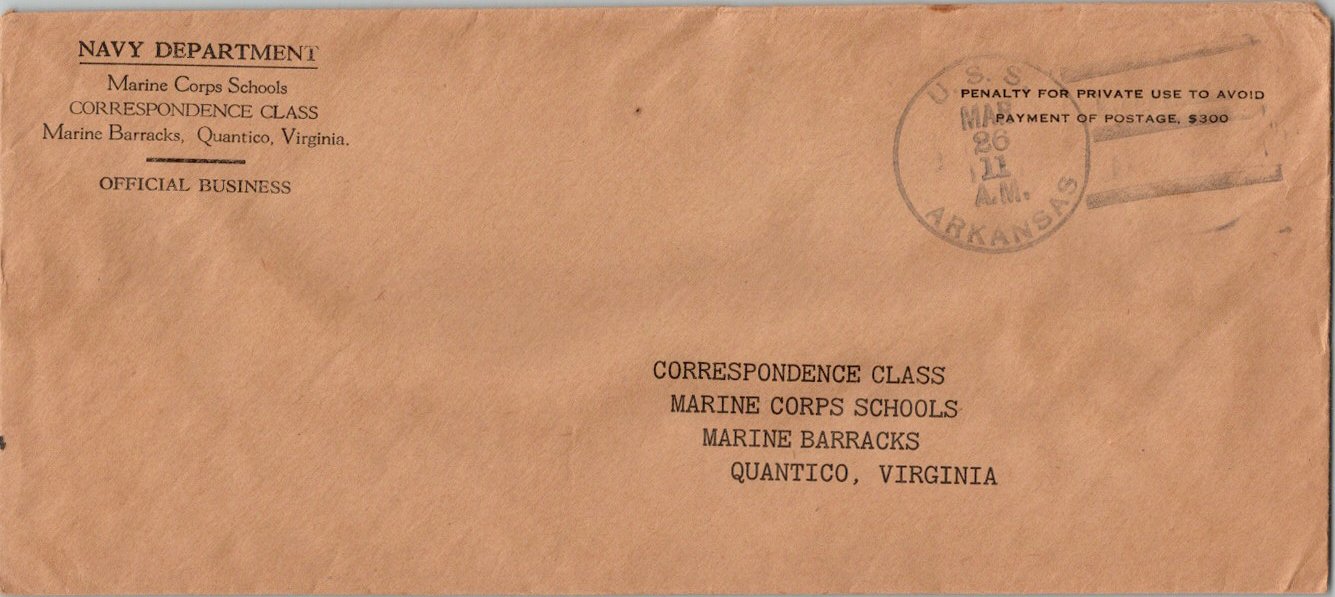 NAVY DEPARTMENT
Marine Corps Schools
CORRESPONDENCE CLASS
Marine Barracks, Quantico, Virginia.
OFFICIAL BUSINESS
U.S.S.
MAR
26
11
A.M.
ARKANSAS
PENALTY FOR PRIVATE USE TO AVOID
PAYMENT OF POSTAGE, $300
CORRESPONDENCE CLASS
MARINE CORPS SCHOOLS
MARINE BARRACKS
QUANTICO, VIRGINIA